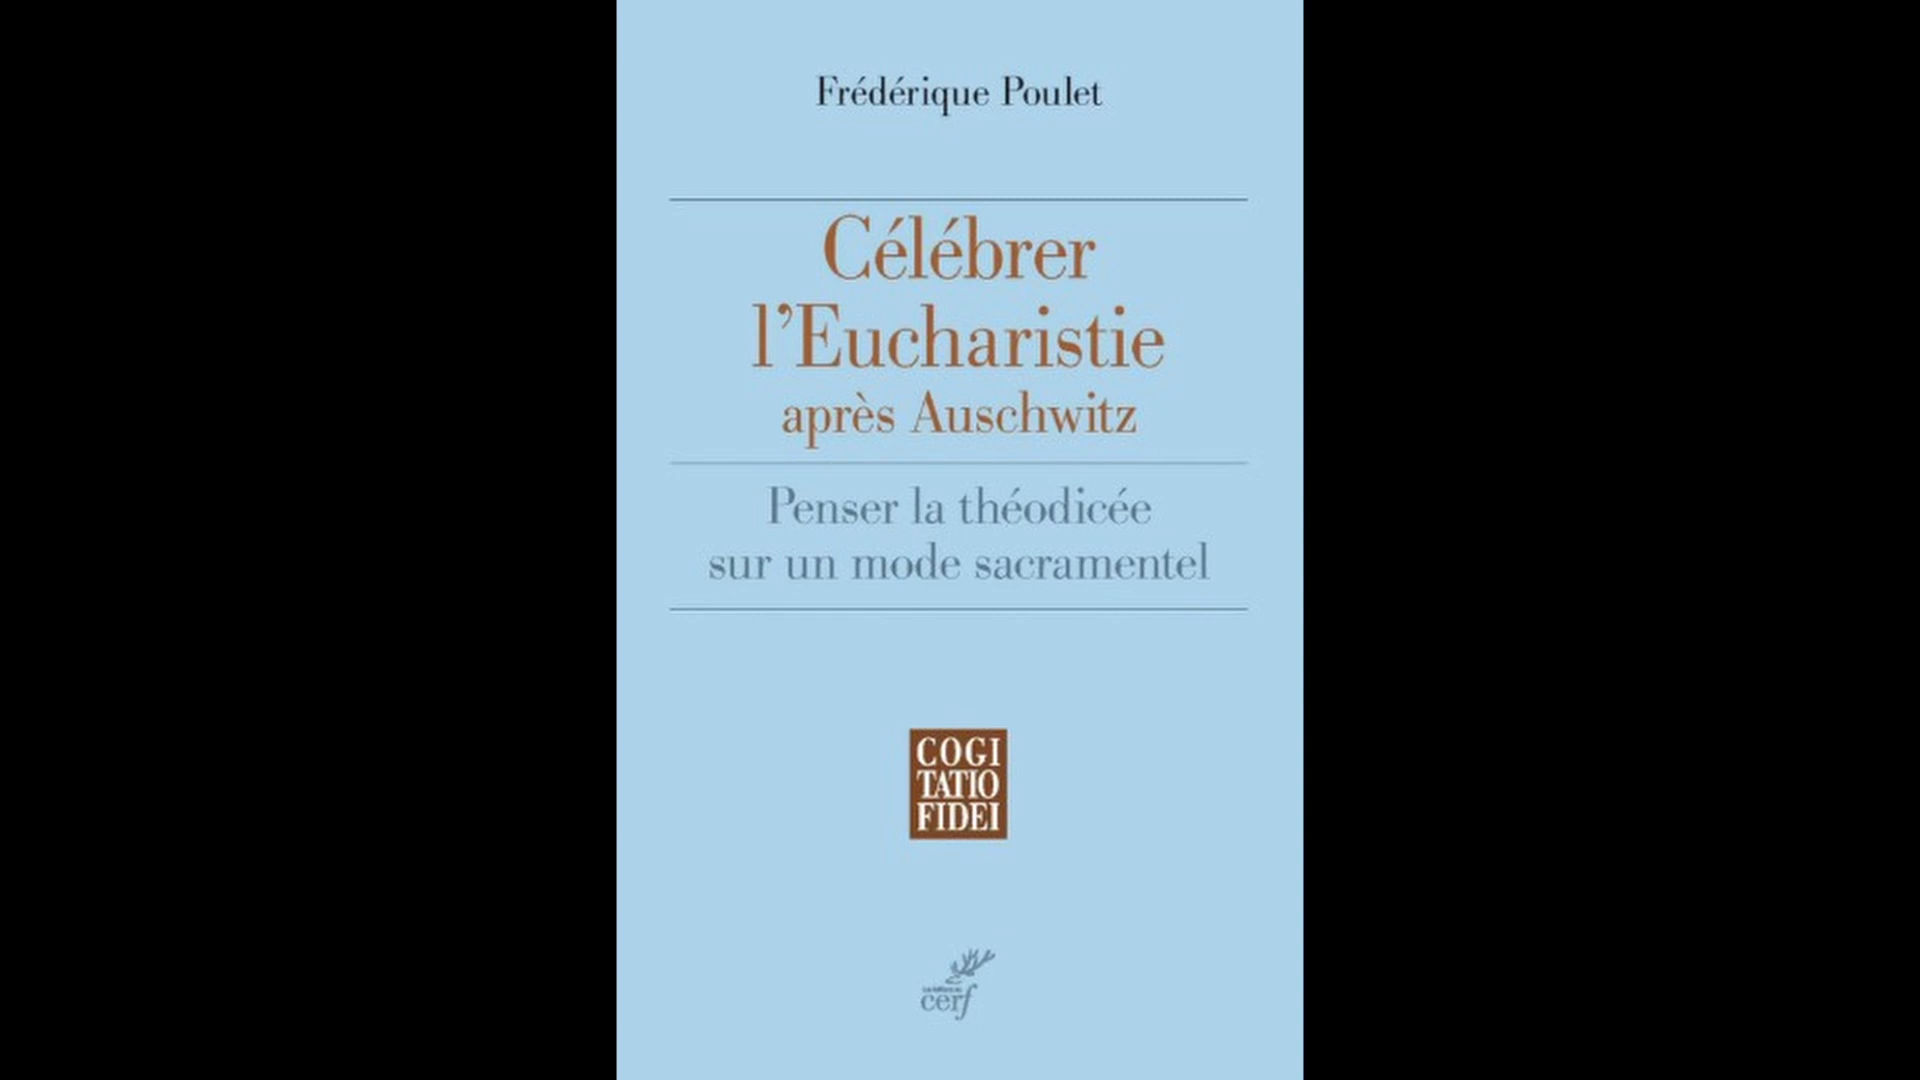 Frédérique Poulet
Célébrer
l'Eucharistie
après Auschwitz
Penser la théodicée
sur un mode sacramentel
COGI
TATIO
FIDEI
cerf